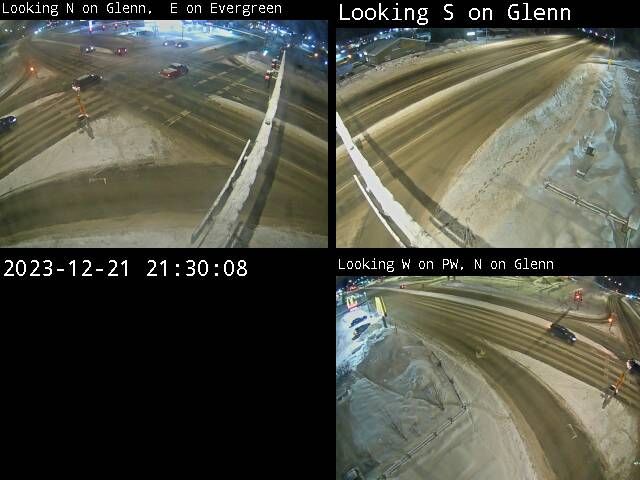 Looking N on Glenn,  E on Evergreen
Looking S on Glenn
2023-12-21 21:30:08
Looking W on PW, N on Glenn